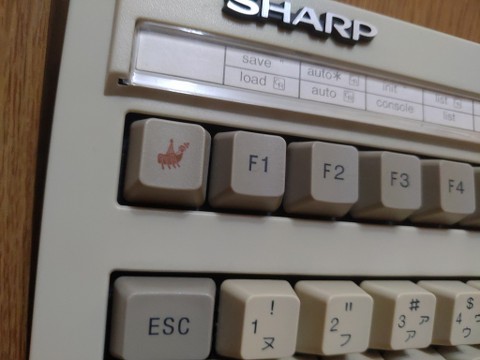 SHARP
save auto* init list
load auto console list
F1 F2 F3 F4
ESC ! 1 ヌ " 2 フ # 3 ァ ア $ 4 ゥ ウ